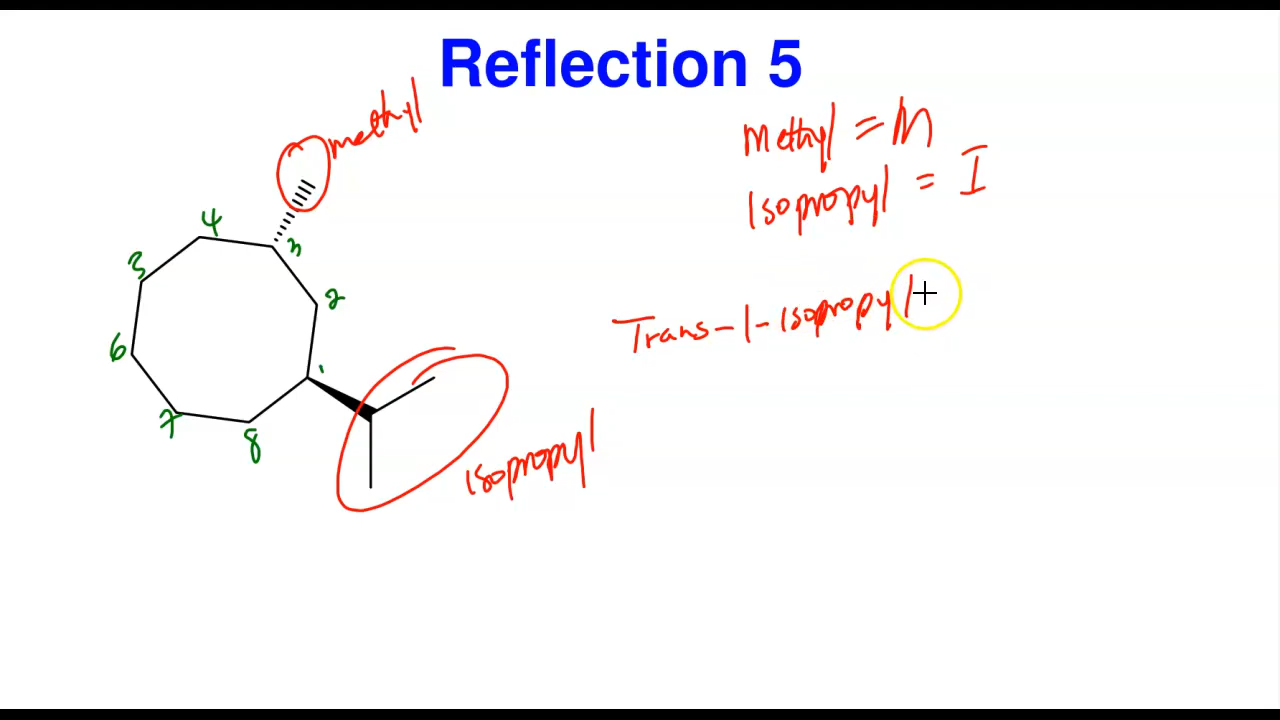 Reflection 5
methyl
Methyl = M
Isopropyl = I
4
3
3
2
Trans-1-isopropyl
6
1
7
8
isopropyl